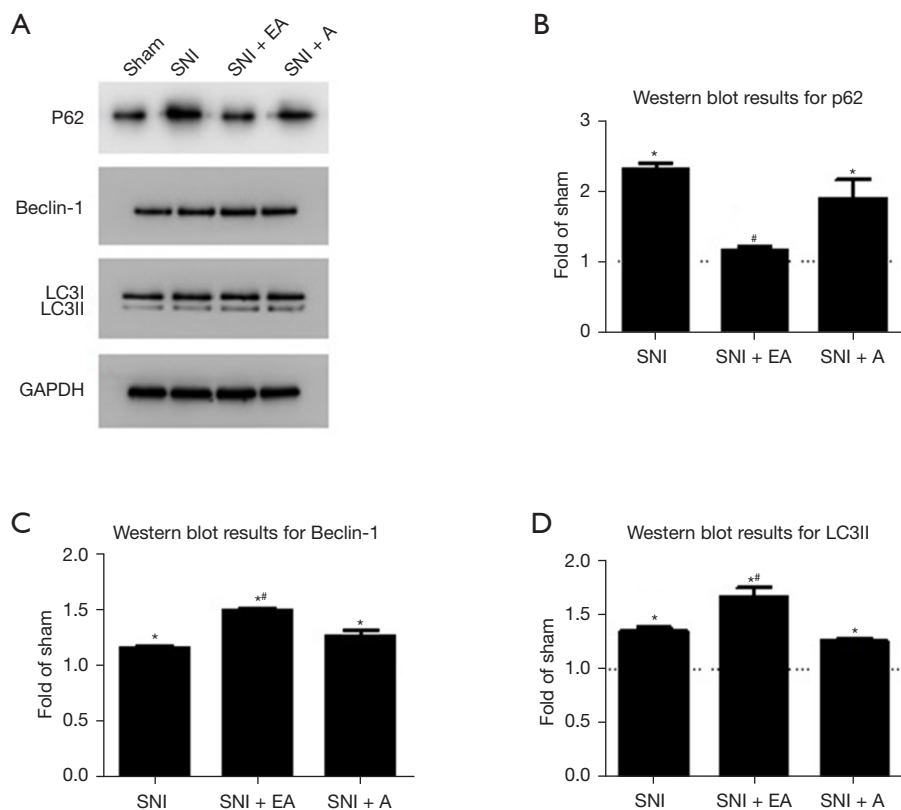 A
Sham SNI SNI + EA SNI + A
P62
Beclin-1
LC3I
LC3II
GAPDH
B
Western blot results for p62
3
2
1
0
Fold of sham
*
#
*
SNI SNI + EA SNI + A
C
Western blot results for Beclin-1
2.0
1.5
1.0
0.5
0.0
Fold of sham
*
*#
*
SNI SNI + EA SNI + A
D
Western blot results for LC3II
2.0
1.5
1.0
0.5
0.0
Fold of sham
*
*#
*
SNI SNI + EA SNI + A